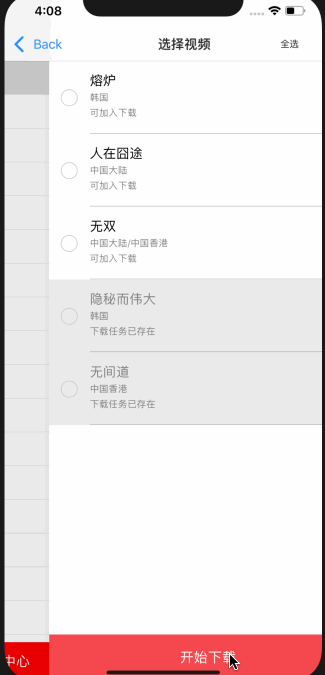 4:08
Back
选择视频
全选
熔炉
韩国
可加入下载
人在囧途
中国大陆
可加入下载
无双
中国大陆/中国香港
可加入下载
隐秘而伟大
韩国
下载任务已存在
无间道
中国香港
下载任务已存在
中心
开始下载